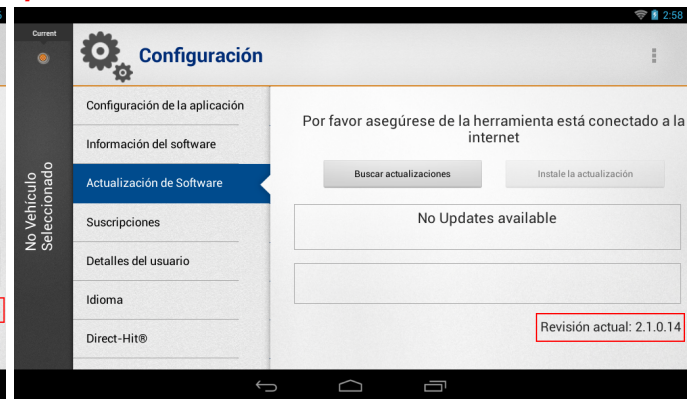 2:58
Current
Configuración
No Vehículo
Seleccionado
Configuración de la aplicación
Información del software
Actualización de Software
Suscripciones
Detalles del usuario
Idioma
Direct-Hit®
Por favor asegúrese de la herramienta está conectado a la
internet
Buscar actualizaciones
Instale la actualización
No Updates available
Revisión actual: 2.1.0.14